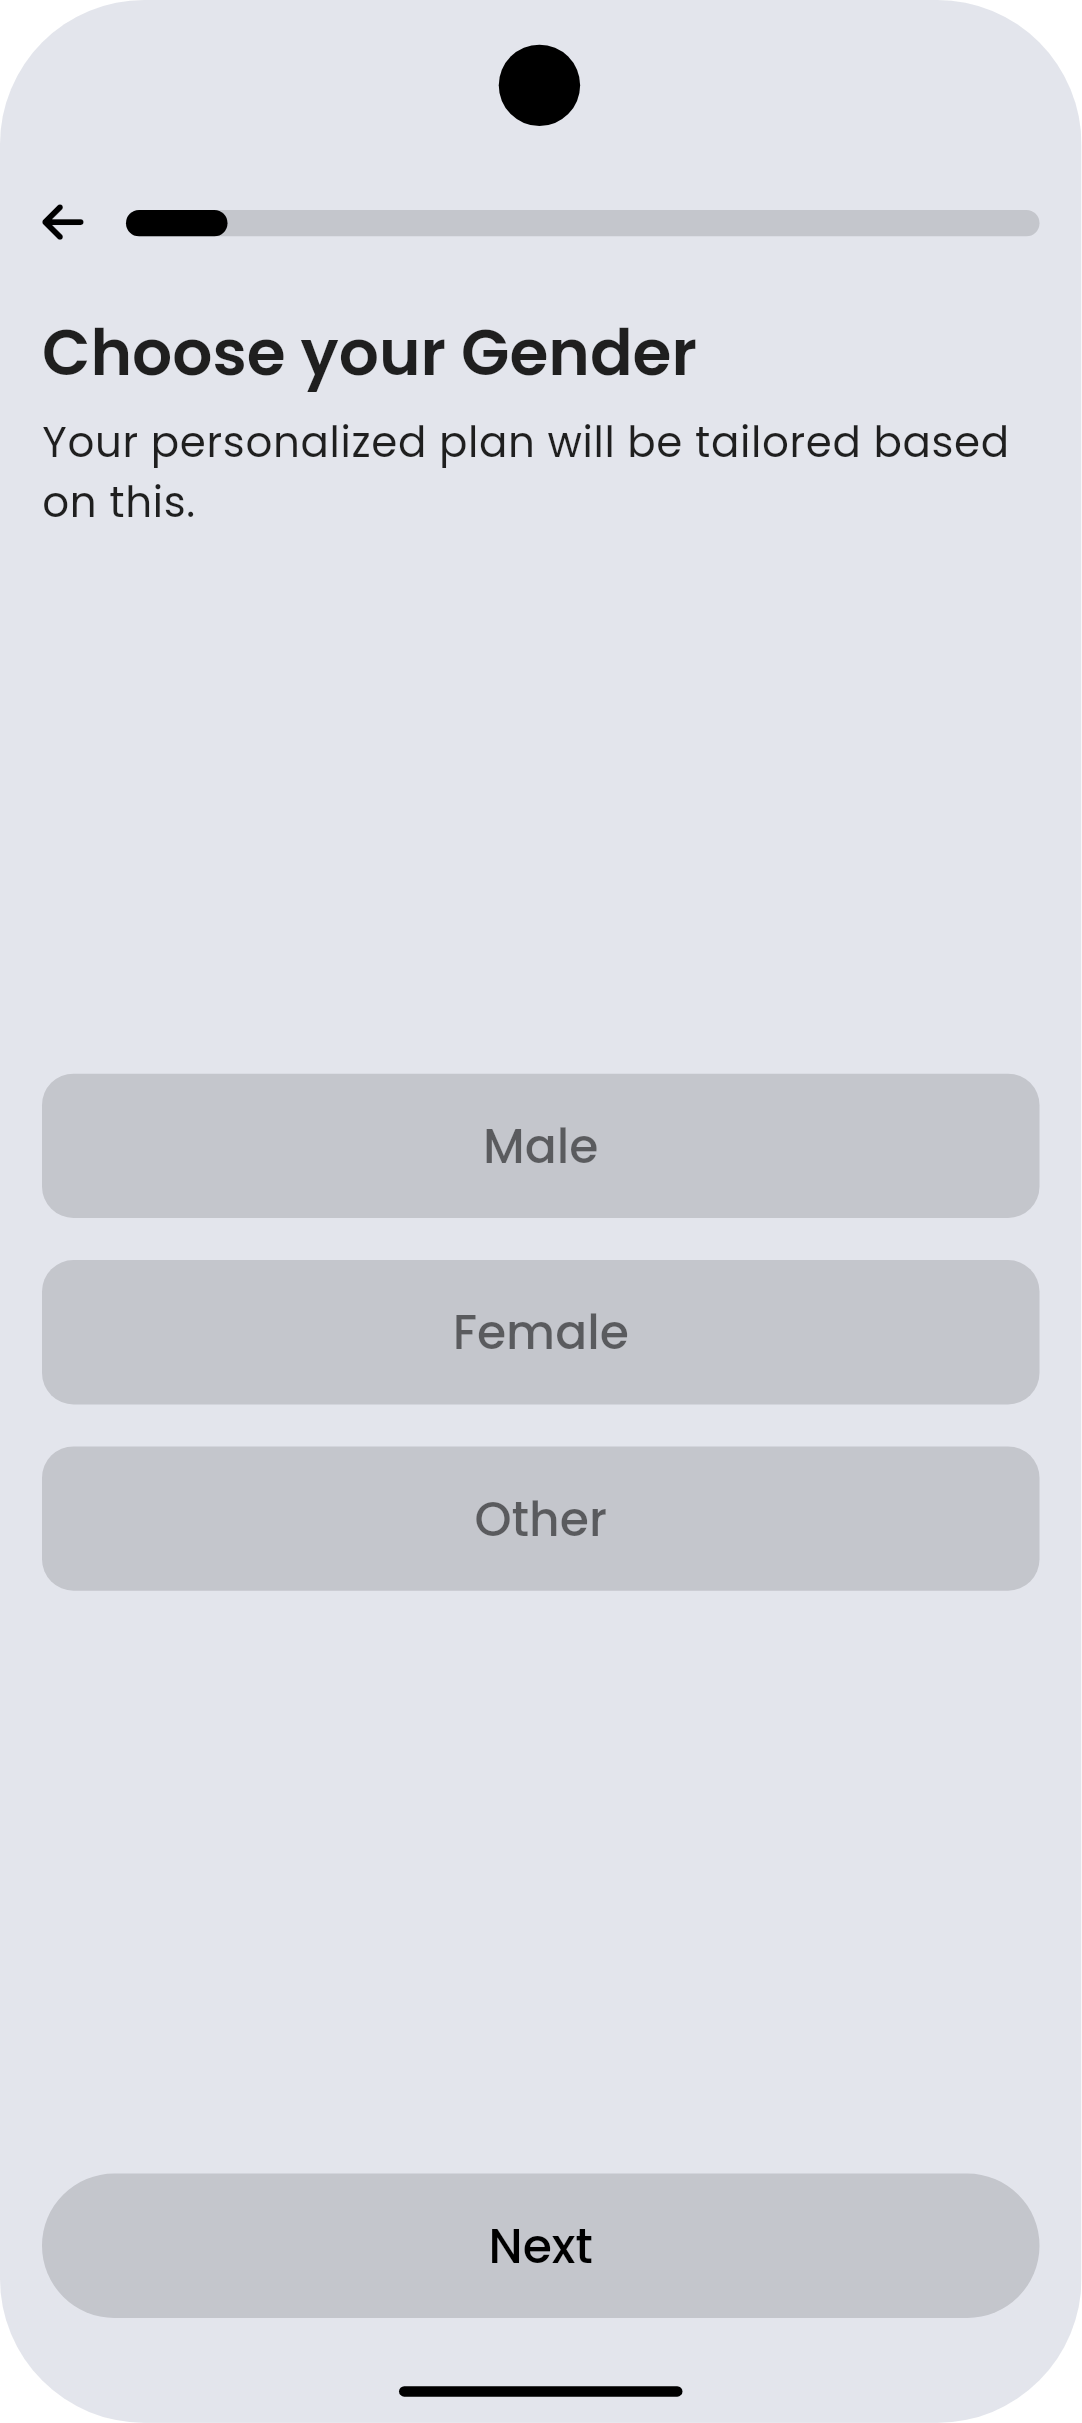 Choose your Gender
Your personalized plan will be tailored based
on this.
Male
Female
Other
Next